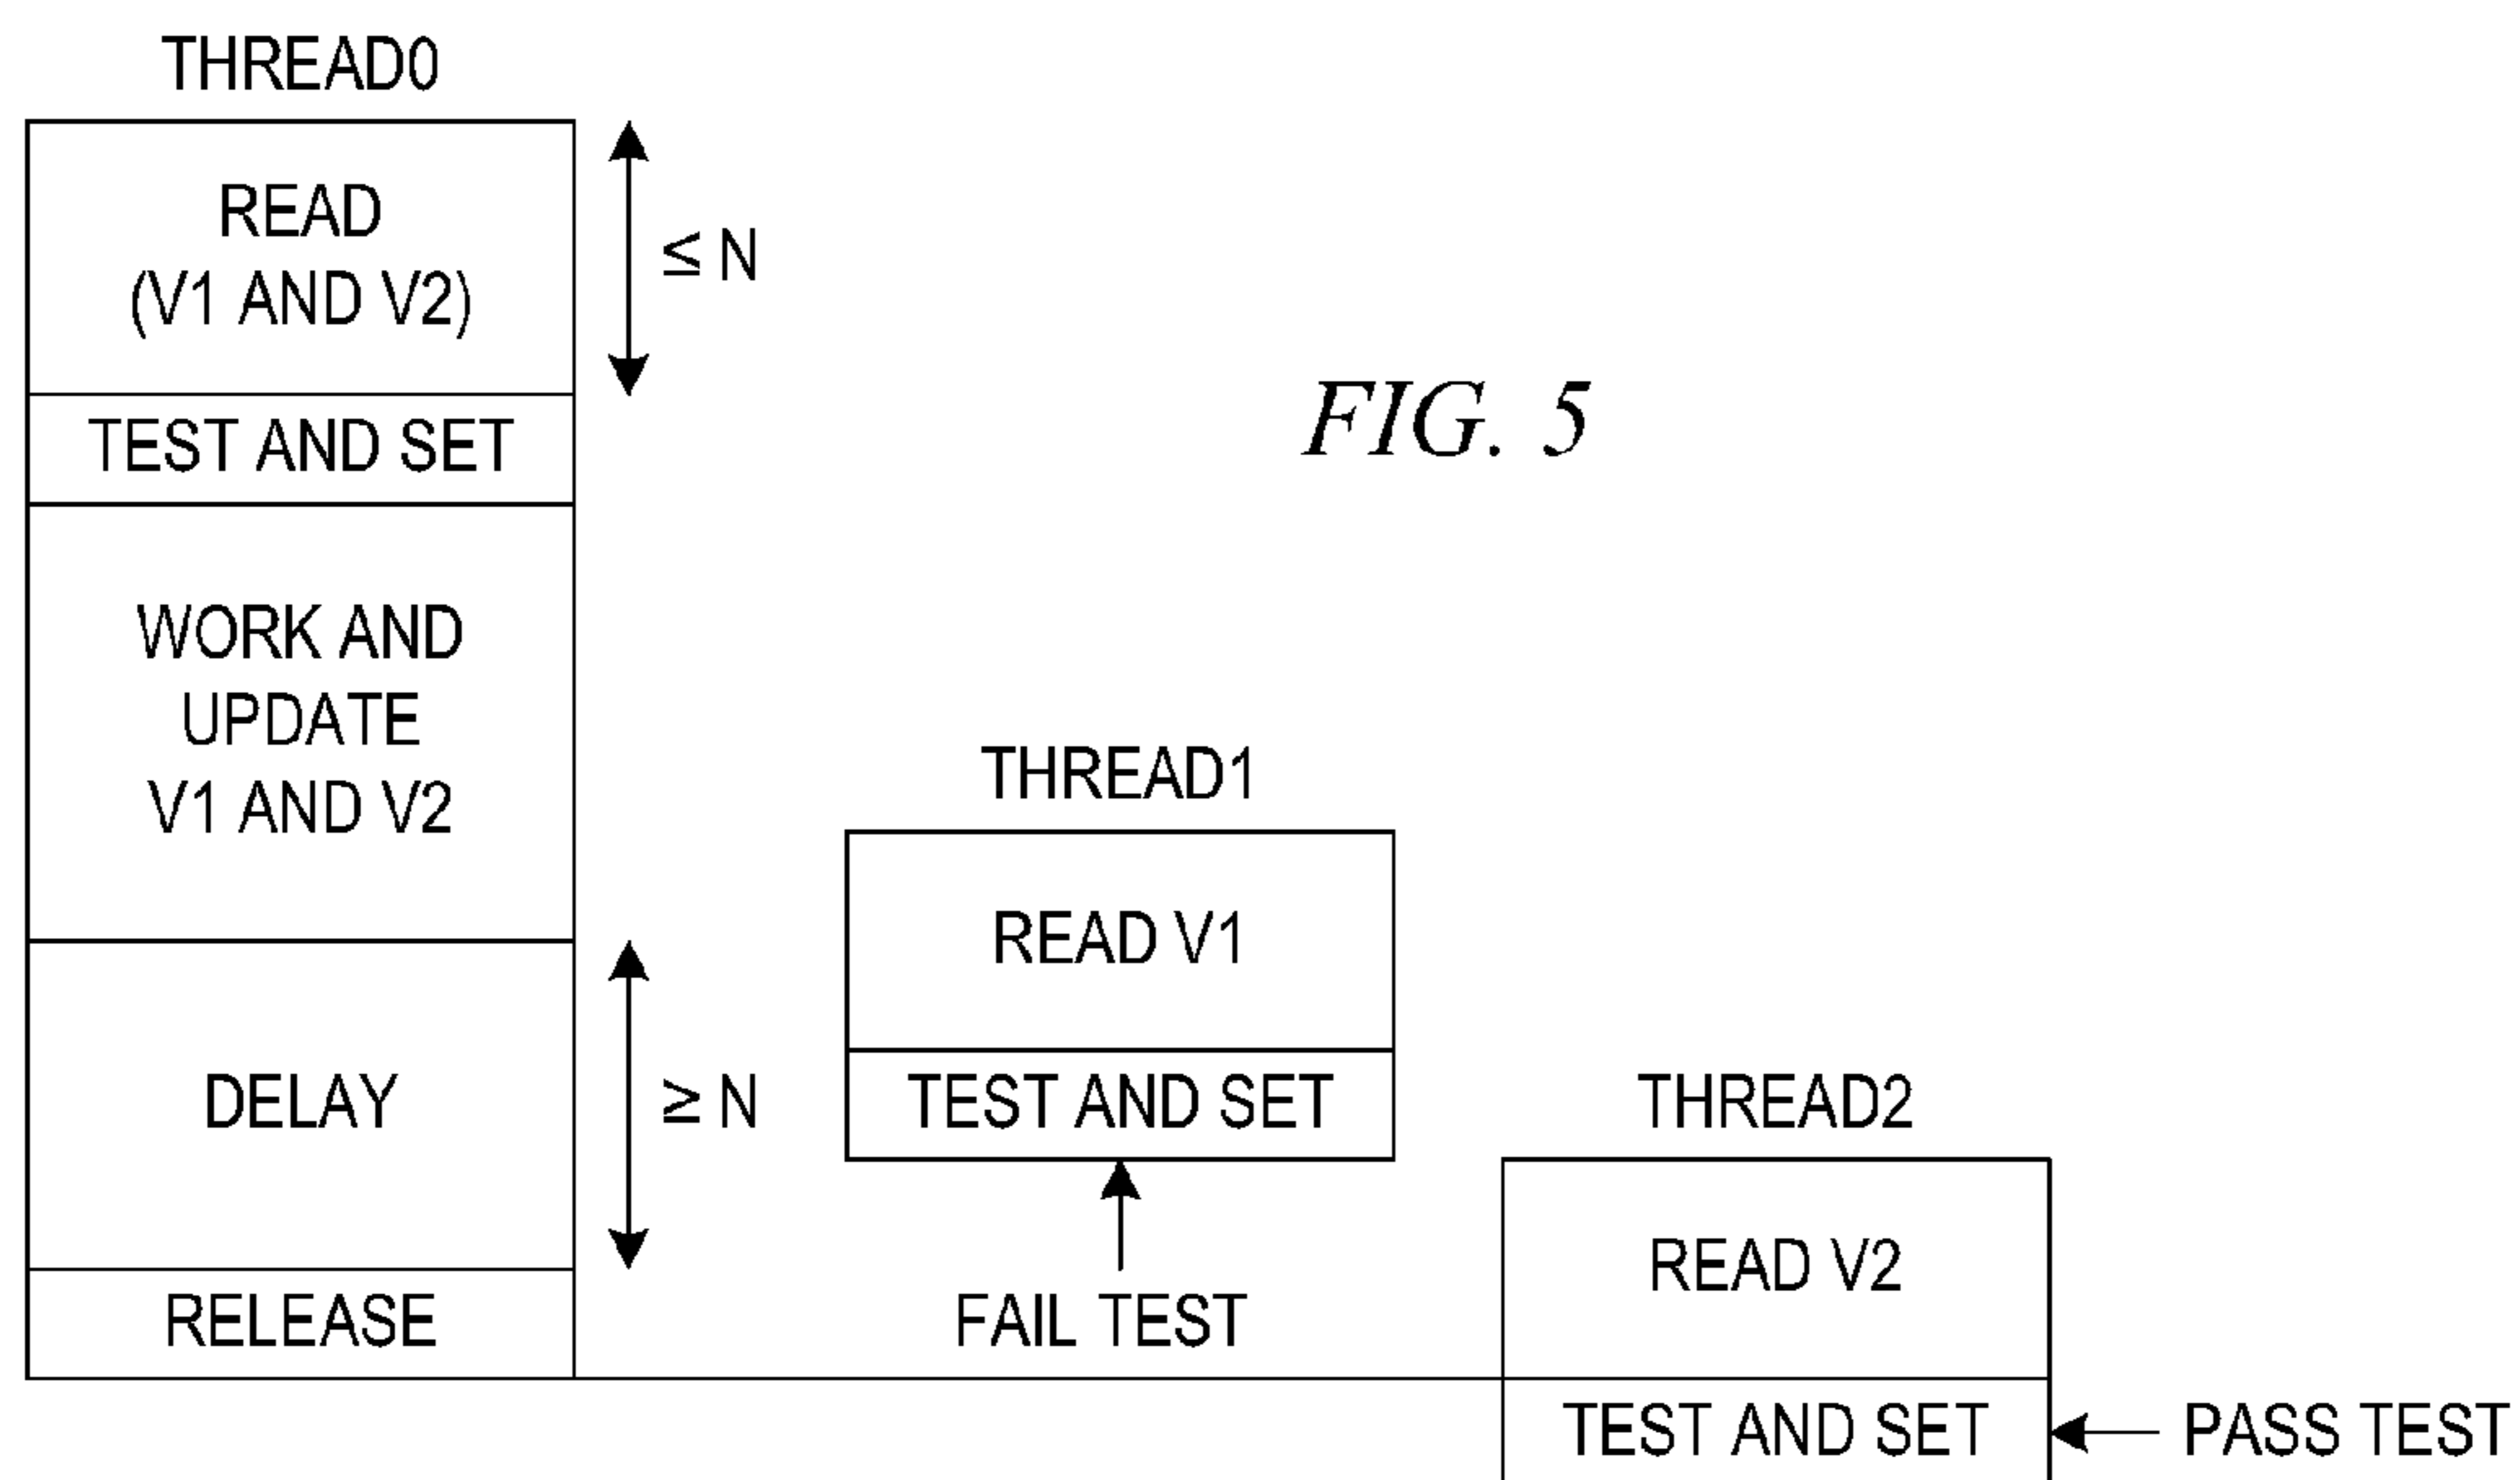 THREAD0
READ
(V1 AND V2)
≤ N
TEST AND SET
FIG. 5
WORK AND
UPDATE
V1 AND V2
THREAD1
READ V1
DELAY
≥ N
TEST AND SET
THREAD2
READ V2
RELEASE
FAIL TEST
TEST AND SET
PASS TEST